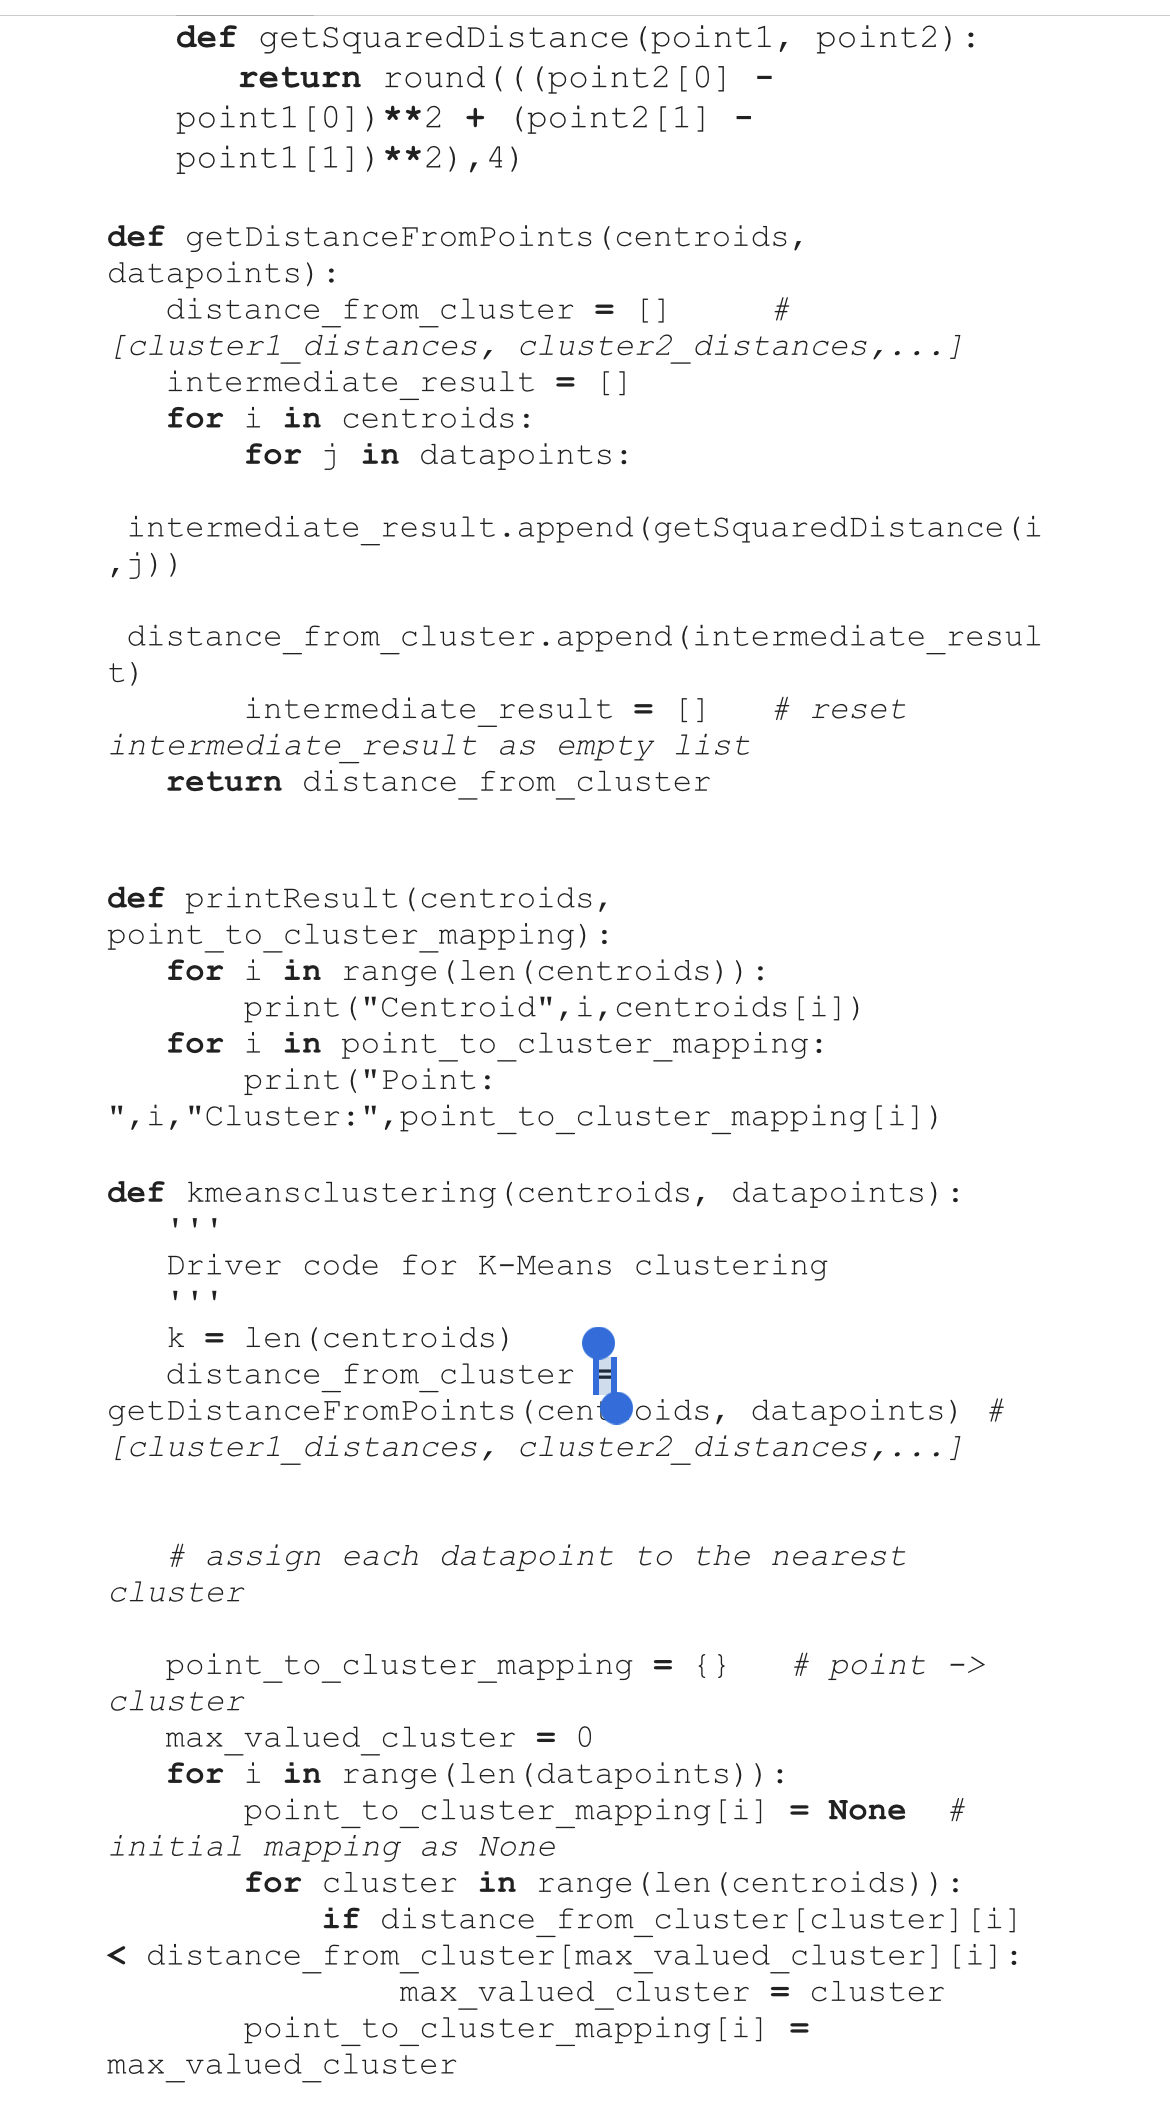 def getSquaredDistance(point1, point2):
return round(((point2[0] -
point1[0])**2 + (point2[1] -
point1[1])**2),4)
def getDistanceFromPoints(centroids,
datapoints):
distance_from_cluster = [] #
[cluster1_distances, cluster2_distances,...]
intermediate_result = []
for i in centroids:
for j in datapoints:
intermediate_result.append(getSquaredDistance(i
,j))
distance_from_cluster.append(intermediate_resul
t)
intermediate_result = [] # reset
intermediate_result as empty list
return distance_from_cluster
def printResult(centroids,
point_to_cluster_mapping):
for i in range(len(centroids)):
print("Centroid",i,centroids[i])
for i in point_to_cluster_mapping:
print("Point:
",i,"Cluster:",point_to_cluster_mapping[i])
def kmeansclustering(centroids, datapoints):
'''
Driver code for K-Means clustering
'''
k = len(centroids)
distance_from_cluster =
getDistanceFromPoints(centroids, datapoints) #
[cluster1_distances, cluster2_distances,...]
# assign each datapoint to the nearest
cluster
point_to_cluster_mapping = {} # point ->
cluster
max_valued_cluster = 0
for i in range(len(datapoints)):
point_to_cluster_mapping[i] = None #
initial mapping as None
for cluster in range(len(centroids)):
if distance_from_cluster[cluster][i]
< distance_from_cluster[max_valued_cluster][i]:
max_valued_cluster = cluster
point_to_cluster_mapping[i] =
max_valued_cluster